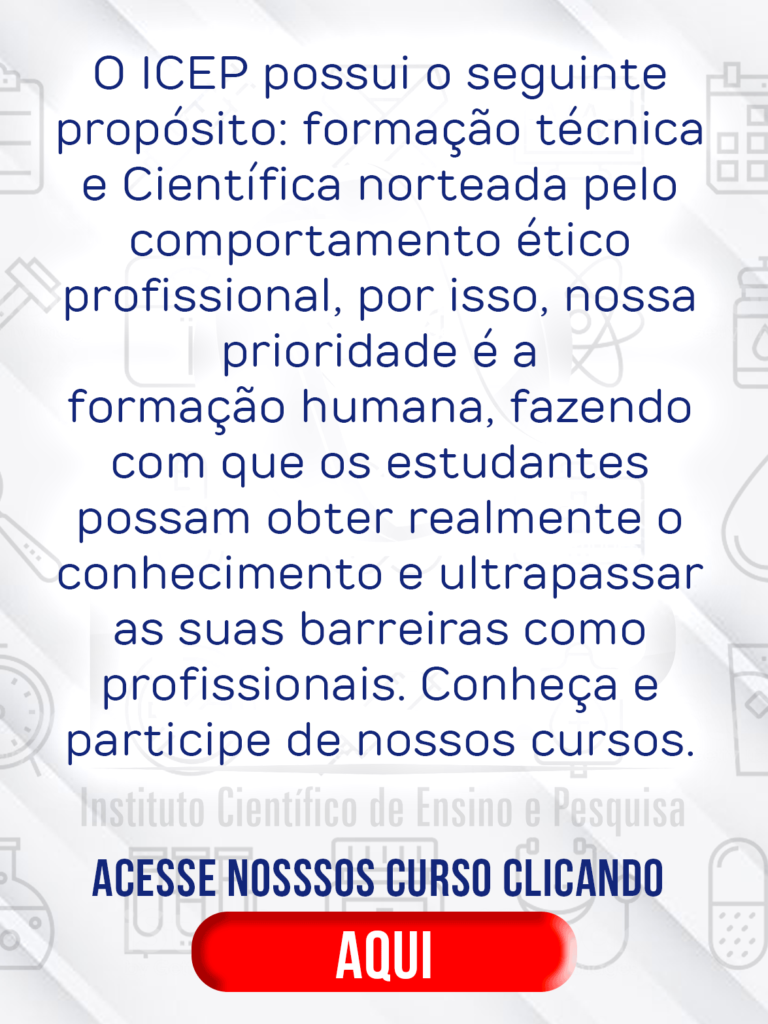 O ICEP possui o seguinte
propósito: formação técnica
e Científica norteada pelo
comportamento ético
profissional, por isso, nossa
prioridade é a
formação humana, fazendo
com que os estudantes
possam obter realmente o
conhecimento e ultrapassar
as suas barreiras como
profissionais. Conheça e
participe de nossos cursos.
Instituto Científico de Ensino e Pesquisa
ACESSE NOSSSOS CURSO CLICANDO
AQUI